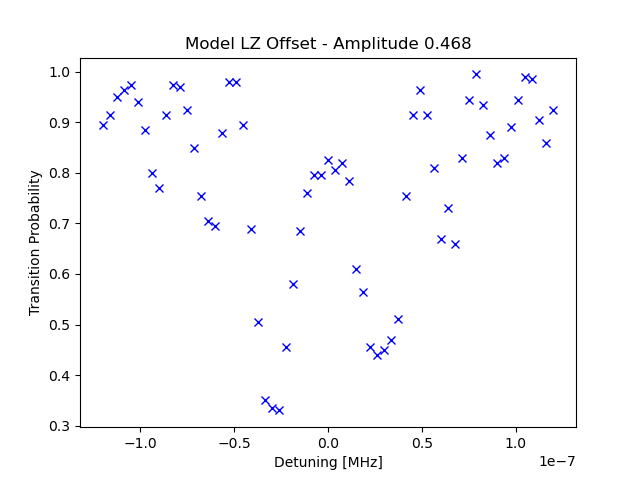 Model LZ Offset - Amplitude 0.468
1.0
0.9
0.8
0.7
0.6
0.5
0.4
0.3
Transition Probability
−1.0 −0.5 0.0 0.5 1.0
1e−7
Detuning [MHz]